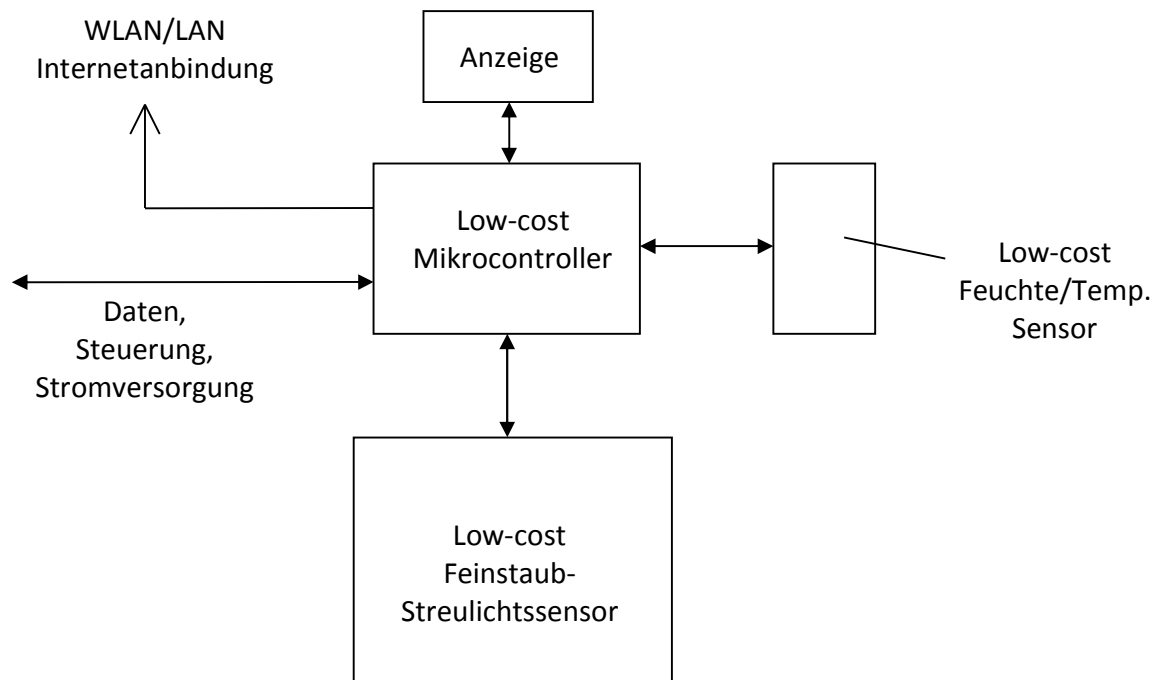 WLAN/LAN
Internetanbindung
Anzeige
Low-cost
Mikrocontroller
Low-cost
Feuchte/Temp.
Sensor
Daten,
Steuerung,
Stromversorgung
Low-cost
Feinstaub-
Streulichtssensor